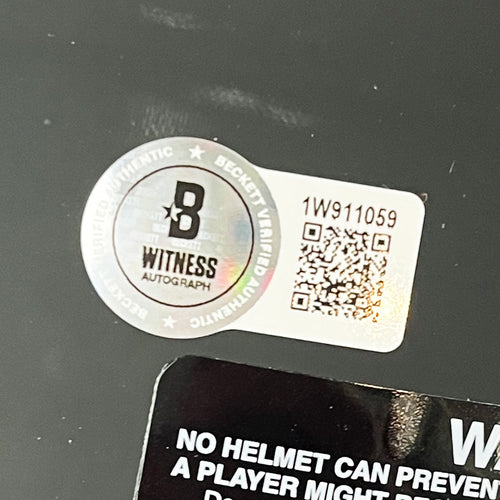 BECKETT VERIFIED AUTHENTIC ★ BECKETT VERIFIED AUTHENTIC ★
B
WITNESS
AUTOGRAPH
1W911059
NO HELMET CAN PREVEN
A PLAYER MIGHT